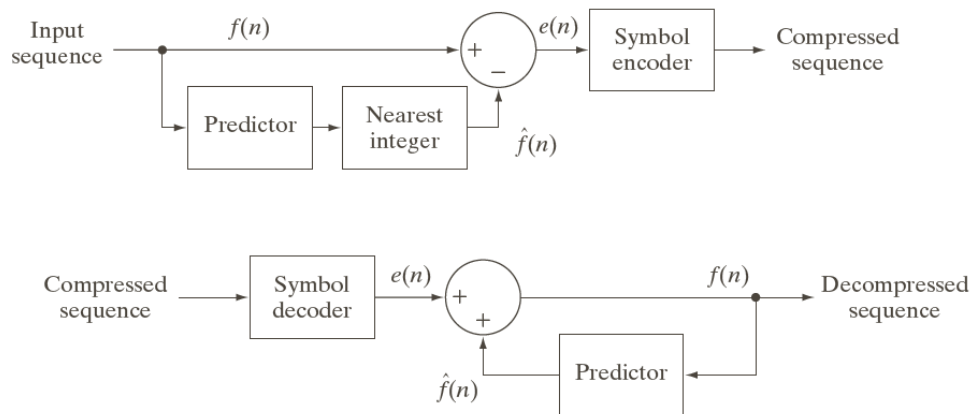 Input
sequence
f(n)
+
−
e(n)
Symbol
encoder
Compressed
sequence
Predictor
Nearest
integer
f̂(n)
Compressed
sequence
Symbol
decoder
e(n)
+
+
f(n)
Decompressed
sequence
f̂(n)
Predictor